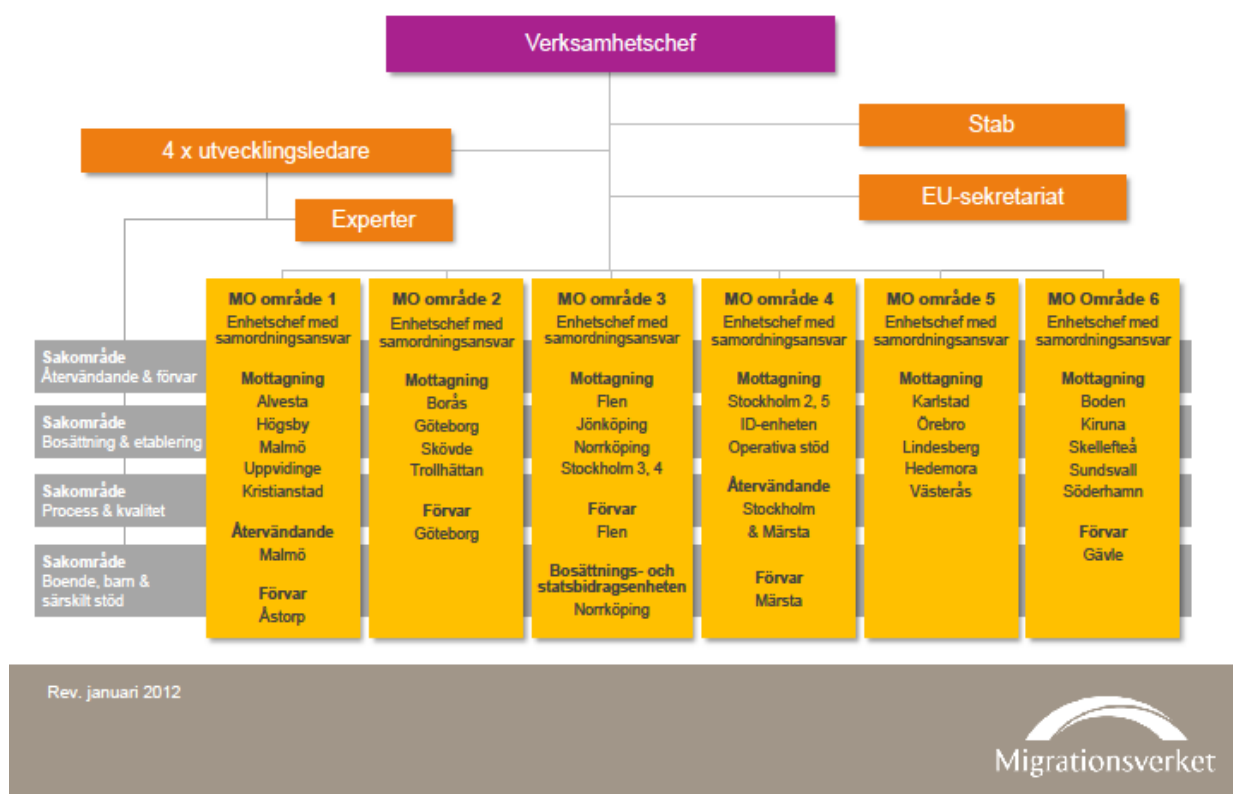 Verksamhetschef
Stab
4 x utvecklingsledare
EU-sekretariat
Experter
Sakområde
Återvändande & förvar
Sakområde
Bosättning & etablering
Sakområde
Process & kvalitet
Sakområde
Boende, barn &
särskilt stöd
MO område 1
Enhetschef med
samordningsansvar
Mottagning
Alvesta
Högsby
Malmö
Uppvidinge
Kristianstad
Återvändande
Malmö
Förvar
Åstorp
MO område 2
Enhetschef med
samordningsansvar
Mottagning
Borås
Göteborg
Skövde
Trollhättan
Förvar
Göteborg
MO område 3
Enhetschef med
samordningsansvar
Mottagning
Flen
Jönköping
Norrköping
Stockholm 3, 4
Förvar
Flen
Bosättnings- och
statsbidragsenheten
Norrköping
MO område 4
Enhetschef med
samordningsansvar
Mottagning
Stockholm 2, 5
ID-enheten
Operativa stöd
Återvändande
Stockholm
& Märsta
Förvar
Märsta
MO område 5
Enhetschef med
samordningsansvar
Mottagning
Karlstad
Örebro
Lindesberg
Hedemora
Västerås
MO Område 6
Enhetschef med
samordningsansvar
Mottagning
Boden
Kiruna
Skellefteå
Sundsvall
Söderhamn
Förvar
Gävle
Rev. januari 2012
Migrationsverket